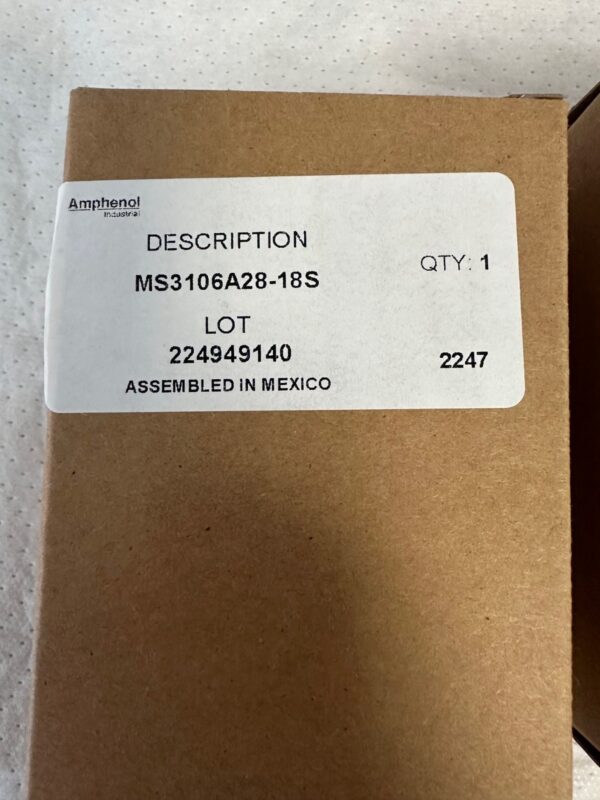 Amphenol
Industrial
DESCRIPTION
QTY: 1
MS3106A28-18S
LOT
224949140
2247
ASSEMBLED IN MEXICO